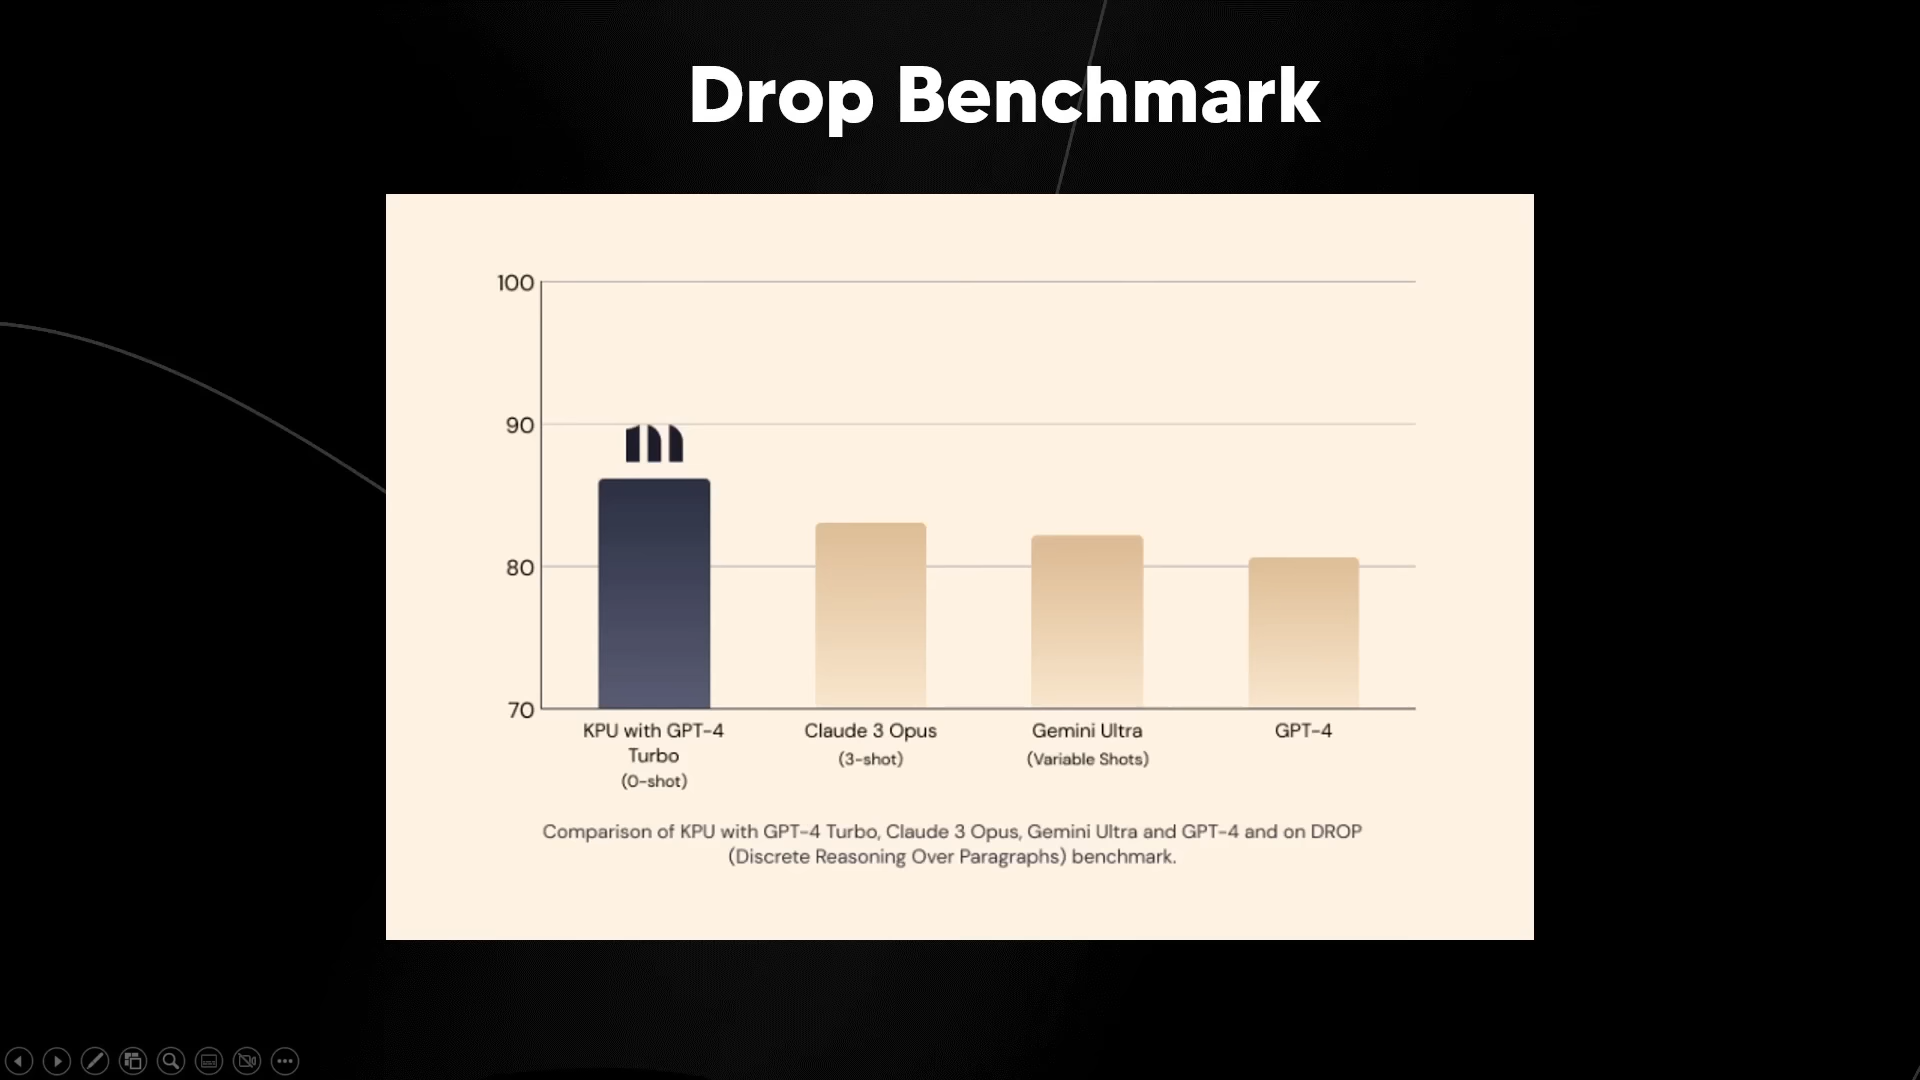 Drop Benchmark
100
90
80
70
KPU with GPT-4
Turbo
(0-shot)
Claude 3 Opus
(3-shot)
Gemini Ultra
(Variable Shots)
GPT-4
Comparison of KPU with GPT-4 Turbo, Claude 3 Opus, Gemini Ultra and GPT-4 and on DROP
(Discrete Reasoning Over Paragraphs) benchmark.